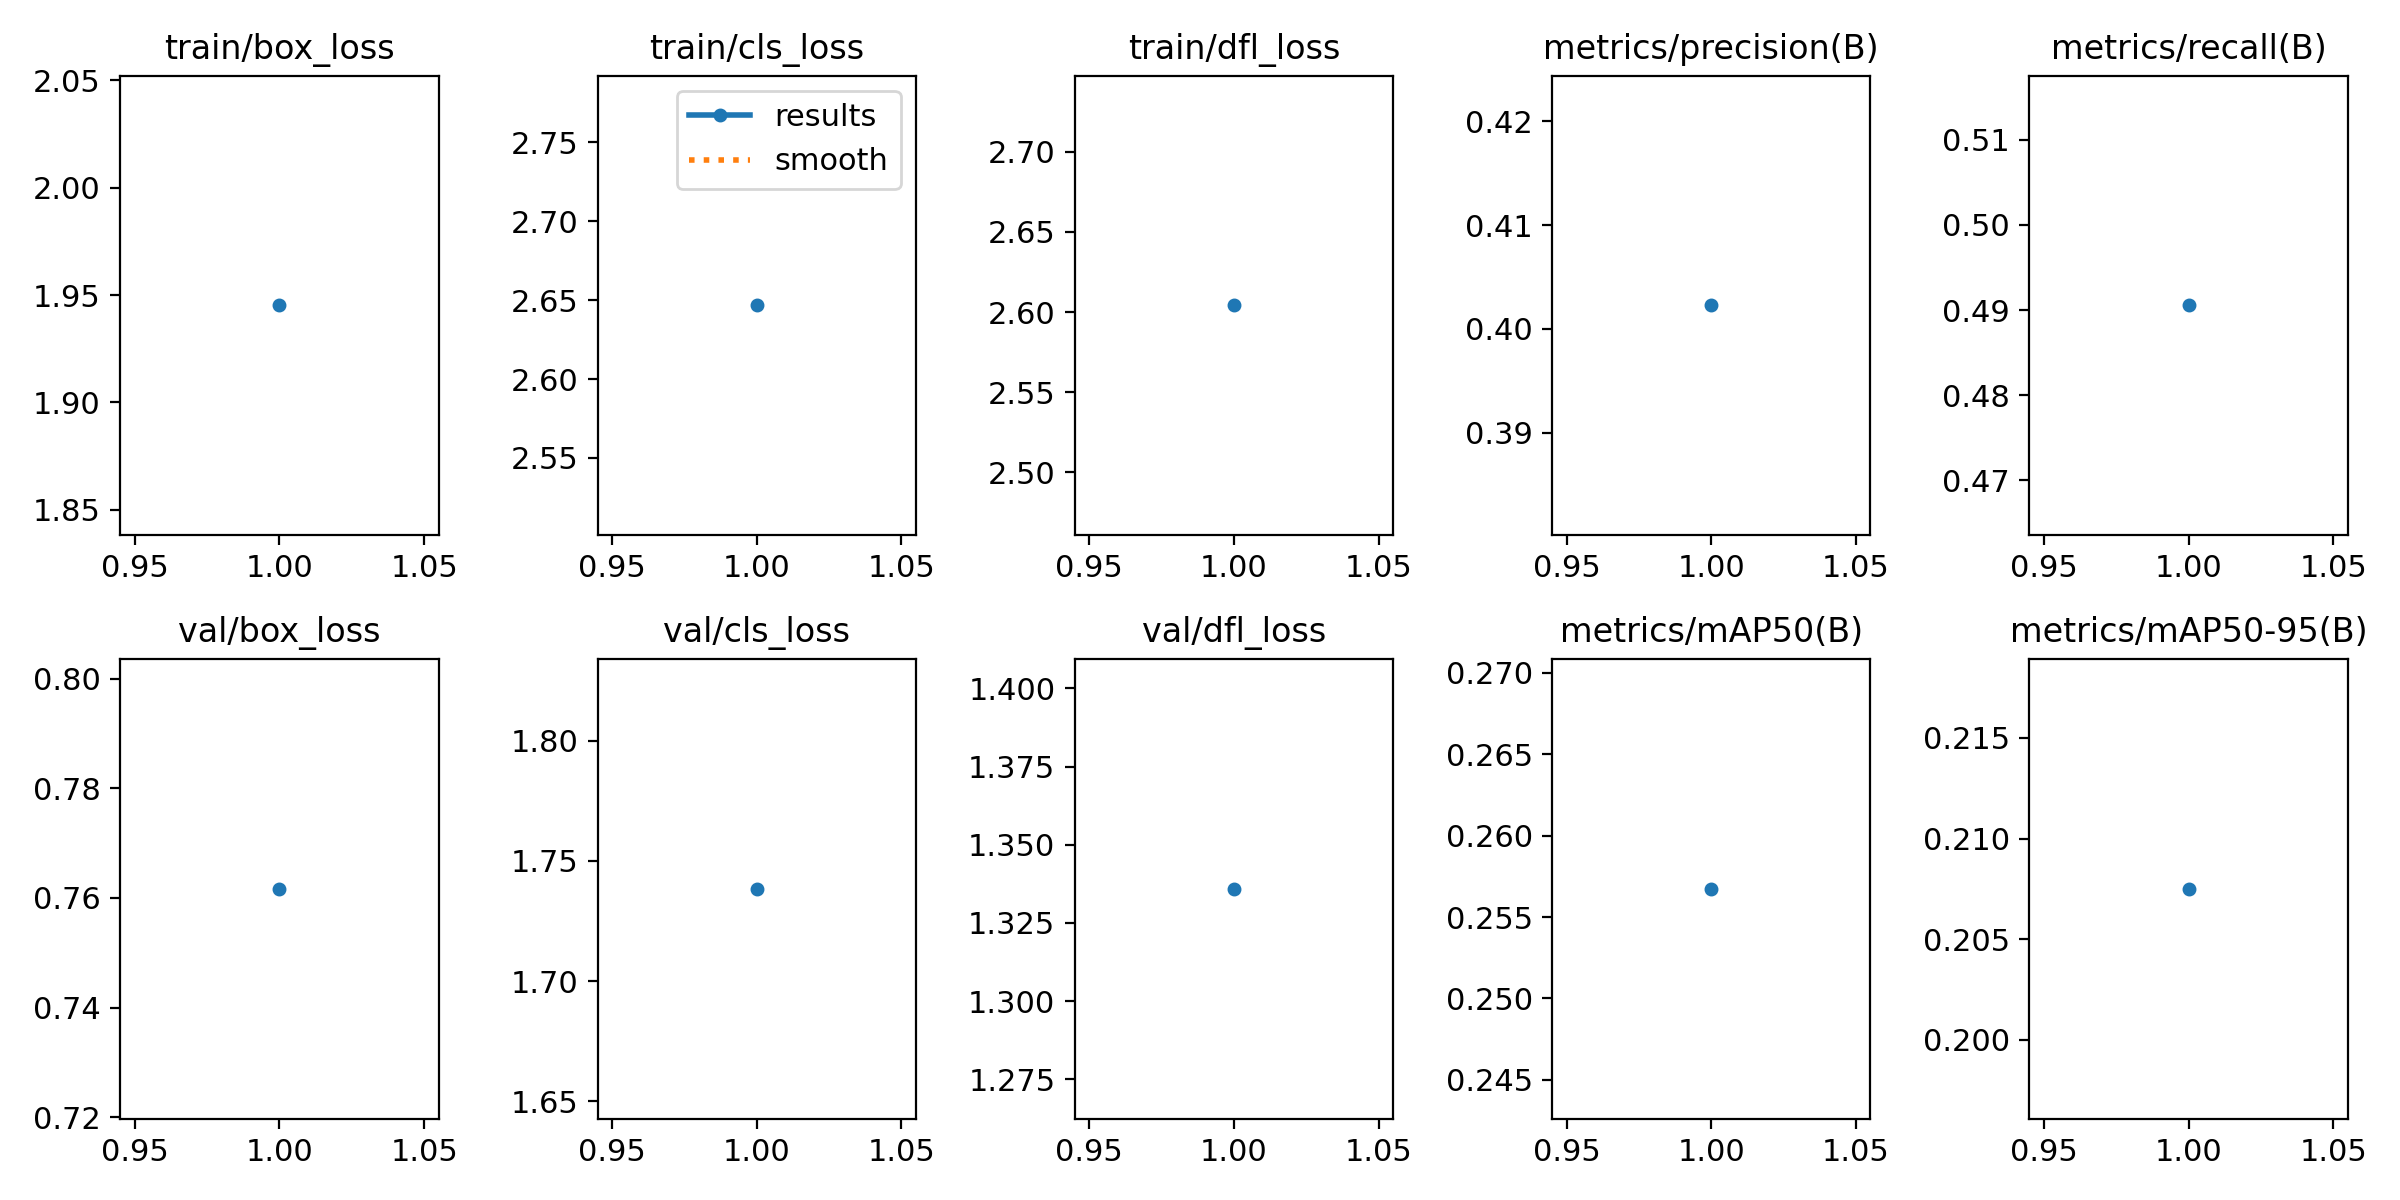 train/box_loss
2.05
2.00
1.95
1.90
1.85
0.95 1.00 1.05
train/cls_loss
results
smooth
2.75
2.70
2.65
2.60
2.55
0.95 1.00 1.05
train/dfl_loss
2.70
2.65
2.60
2.55
2.50
0.95 1.00 1.05
metrics/precision(B)
0.42
0.41
0.40
0.39
0.95 1.00 1.05
metrics/recall(B)
0.51
0.50
0.49
0.48
0.47
0.95 1.00 1.05
val/box_loss
0.80
0.78
0.76
0.74
0.72
0.95 1.00 1.05
val/cls_loss
1.80
1.75
1.70
1.65
0.95 1.00 1.05
val/dfl_loss
1.400
1.375
1.350
1.325
1.300
1.275
0.95 1.00 1.05
metrics/mAP50(B)
0.270
0.265
0.260
0.255
0.250
0.245
0.95 1.00 1.05
metrics/mAP50-95(B)
0.215
0.210
0.205
0.200
0.95 1.00 1.05